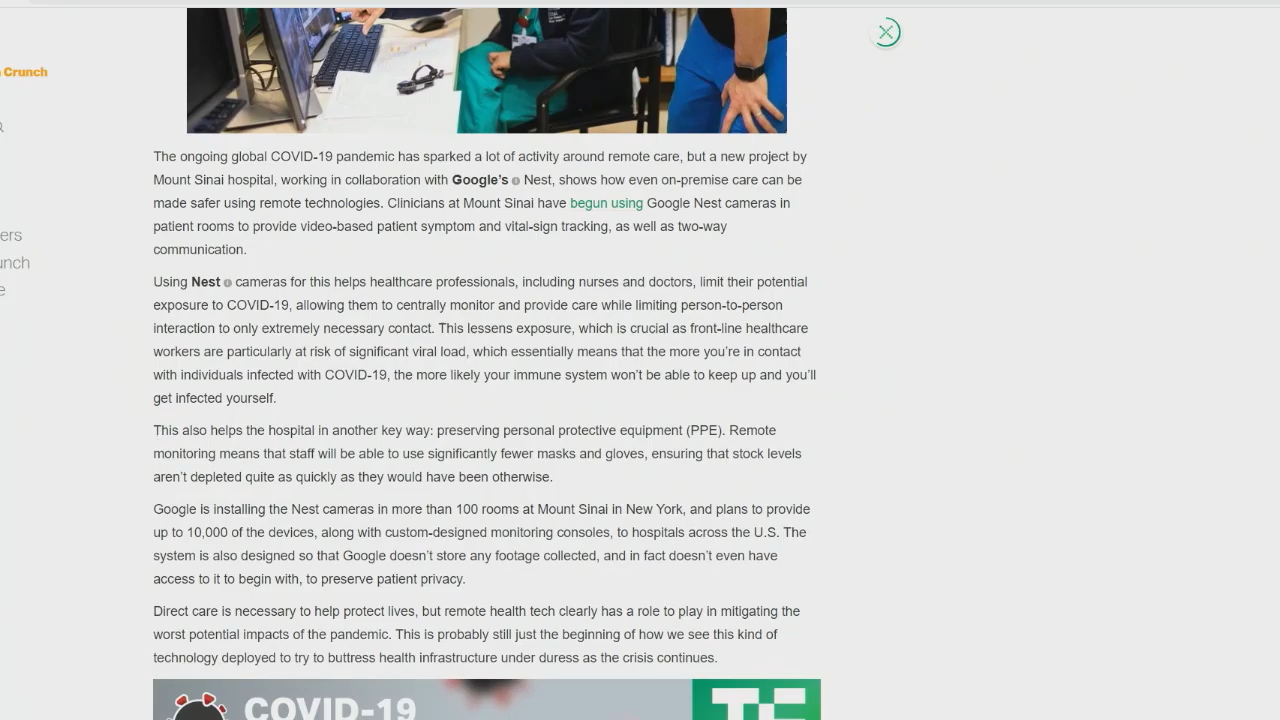 Crunch
ers
unch
e
The ongoing global COVID-19 pandemic has sparked a lot of activity around remote care, but a new project by
Mount Sinai hospital, working in collaboration with Google’s Nest, shows how even on-premise care can be
made safer using remote technologies. Clinicians at Mount Sinai have begun using Google Nest cameras in
patient rooms to provide video-based patient symptom and vital-sign tracking, as well as two-way
communication.
Using Nest cameras for this helps healthcare professionals, including nurses and doctors, limit their potential
exposure to COVID-19, allowing them to centrally monitor and provide care while limiting person-to-person
interaction to only extremely necessary contact. This lessens exposure, which is crucial as front-line healthcare
workers are particularly at risk of significant viral load, which essentially means that the more you’re in contact
with individuals infected with COVID-19, the more likely your immune system won’t be able to keep up and you’ll
get infected yourself.
This also helps the hospital in another key way: preserving personal protective equipment (PPE). Remote
monitoring means that staff will be able to use significantly fewer masks and gloves, ensuring that stock levels
aren’t depleted quite as quickly as they would have been otherwise.
Google is installing the Nest cameras in more than 100 rooms at Mount Sinai in New York, and plans to provide
up to 10,000 of the devices, along with custom-designed monitoring consoles, to hospitals across the U.S. The
system is also designed so that Google doesn’t store any footage collected, and in fact doesn’t even have
access to it to begin with, to preserve patient privacy.
Direct care is necessary to help protect lives, but remote health tech clearly has a role to play in mitigating the
worst potential impacts of the pandemic. This is probably still just the beginning of how we see this kind of
technology deployed to try to buttress health infrastructure under duress as the crisis continues.
COVID-19